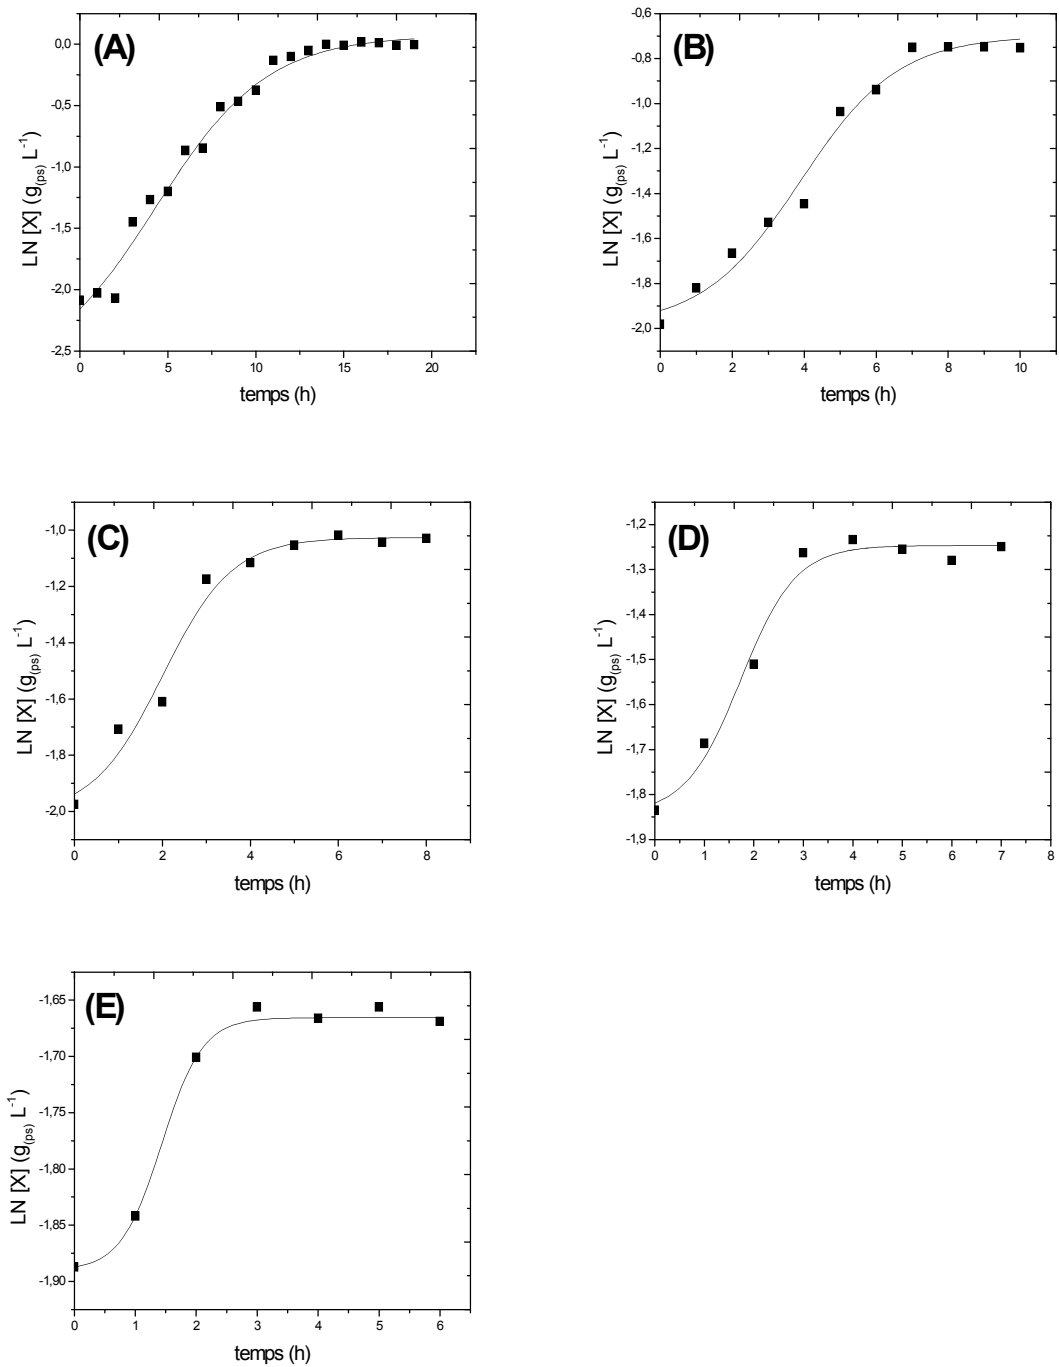 (A)
0,0
-0,5
-1,0
-1,5
-2,0
-2,5
LN [X] (g(ps) L-1)
0 5 10 15 20
temps (h)
(B)
-0,6
-0,8
-1,0
-1,2
-1,4
-1,6
-1,8
-2,0
LN [X] (g(ps) L-1)
0 2 4 6 8 10
temps (h)
(C)
-1,0
-1,2
-1,4
-1,6
-1,8
-2,0
LN [X] (g(ps) L-1)
0 2 4 6 8
temps (h)
(D)
-1,2
-1,3
-1,4
-1,5
-1,6
-1,7
-1,8
-1,9
LN [X] (g(ps) L-1)
0 1 2 3 4 5 6 7 8
temps (h)
(E)
-1,65
-1,70
-1,75
-1,80
-1,85
-1,90
LN [X] (g(ps) L-1)
0 1 2 3 4 5 6
temps (h)